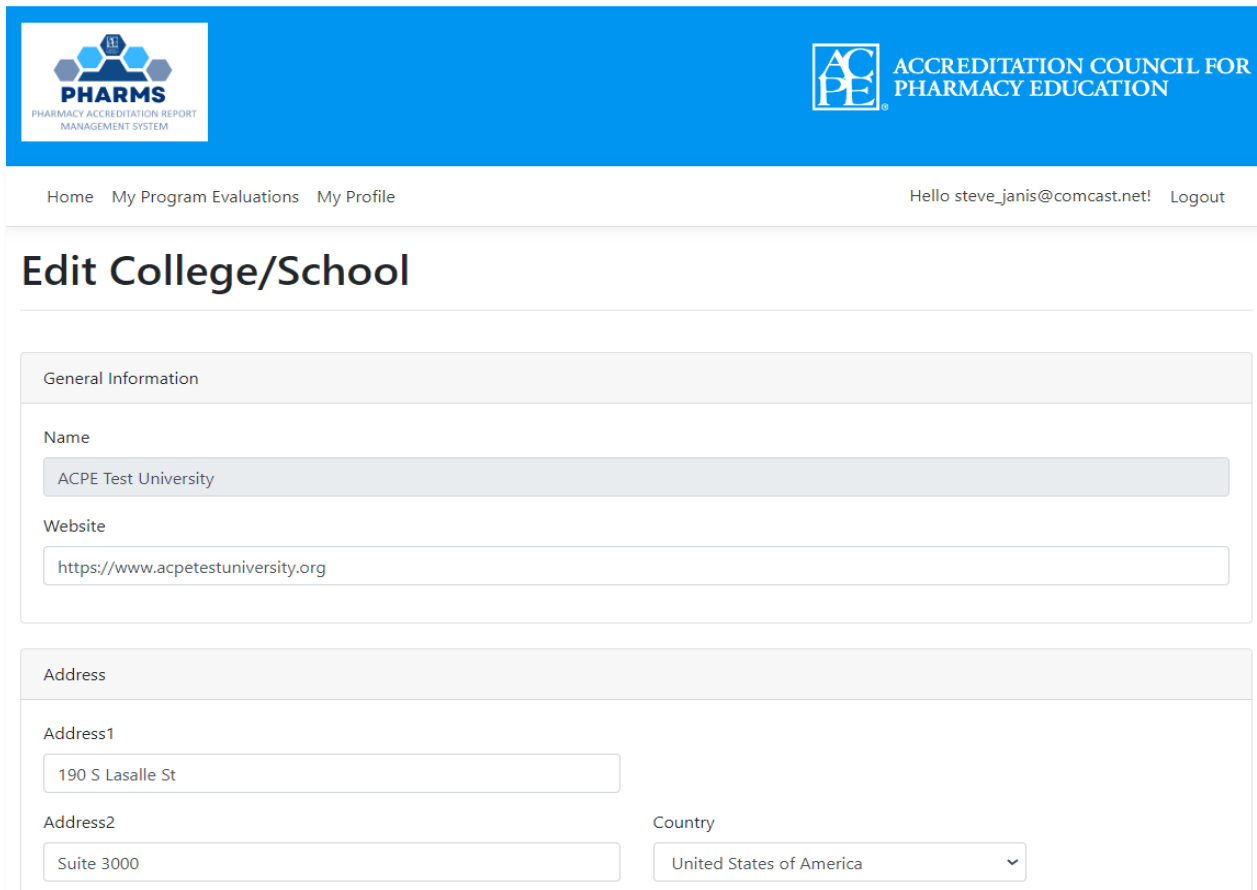 PHARMS
PHARMACY ACCREDITATION REPORT
MANAGEMENT SYSTEM
AC
PE
®
ACCREDITATION COUNCIL FOR
PHARMACY EDUCATION
Home My Program Evaluations My Profile
Hello steve_janis@comcast.net! Logout
Edit College/School
General Information
Name
ACPE Test University
Website
https://www.acpetestuniversity.org
Address
Address1
190 S Lasalle St
Address2
Suite 3000
Country
United States of America